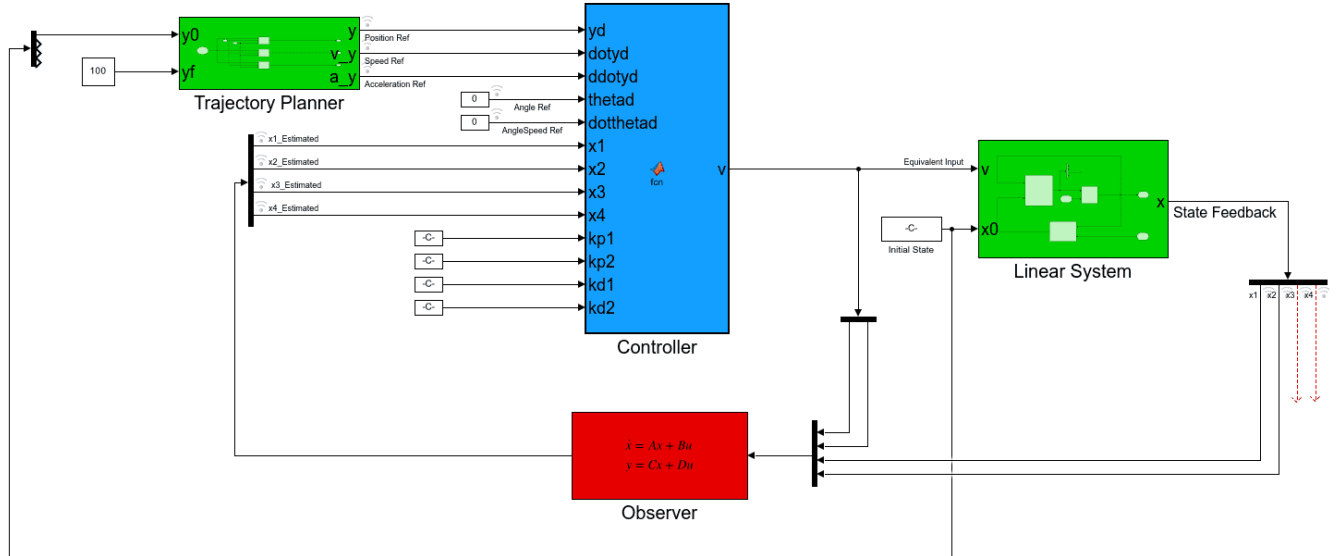 y0
yf
y
v_y
a_y
Trajectory Planner
100
Position Ref
Speed Ref
Acceleration Ref
0
Angle Ref
0
AngleSpeed Ref
x1_Estimated
x2_Estimated
x3_Estimated
x4_Estimated
-C-
-C-
-C-
-C-
yd
dotyd
ddotyd
thetad
dotthetad
x1
x2
x3
x4
kp1
kp2
kd1
kd2
fcn
v
Controller
Equivalent Input
-C-
Initial State
v
x0
x
Linear System
State Feedback
x1
x2
x3
x4
ẋ = Ax + Bu
y = Cx + Du
Observer